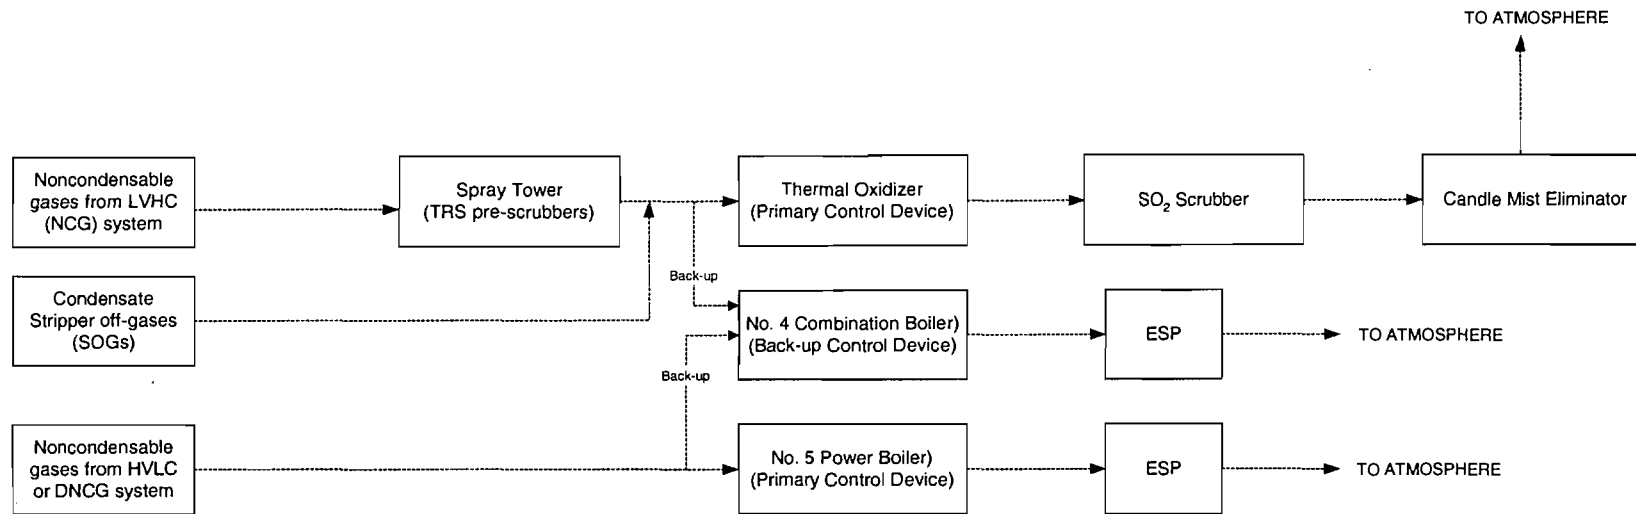 TO ATMOSPHERE
Noncondensable
gases from LVHC
(NCG) system
Spray Tower
(TRS pre-scrubbers)
Thermal Oxidizer
(Primary Control Device)
SO₂ Scrubber
Candle Mist Eliminator
Back-up
Condensate
Stripper off-gases
(SOGs)
No. 4 Combination Boiler)
(Back-up Control Device)
ESP
TO ATMOSPHERE
Back-up
Noncondensable
gases from HVLC
or DNCG system
No. 5 Power Boiler)
(Primary Control Device)
ESP
TO ATMOSPHERE